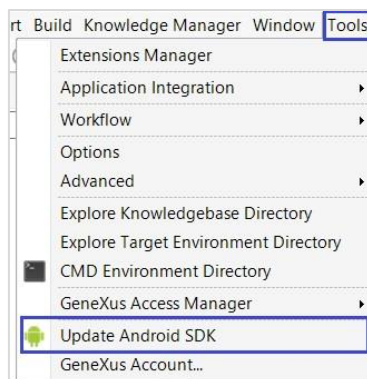 rt Build Knowledge Manager Window Tools
Extensions Manager
Application Integration
Workflow
Options
Advanced
Explore Knowledgebase Directory
Explore Target Environment Directory
CMD Environment Directory
GeneXus Access Manager
Update Android SDK
GeneXus Account...